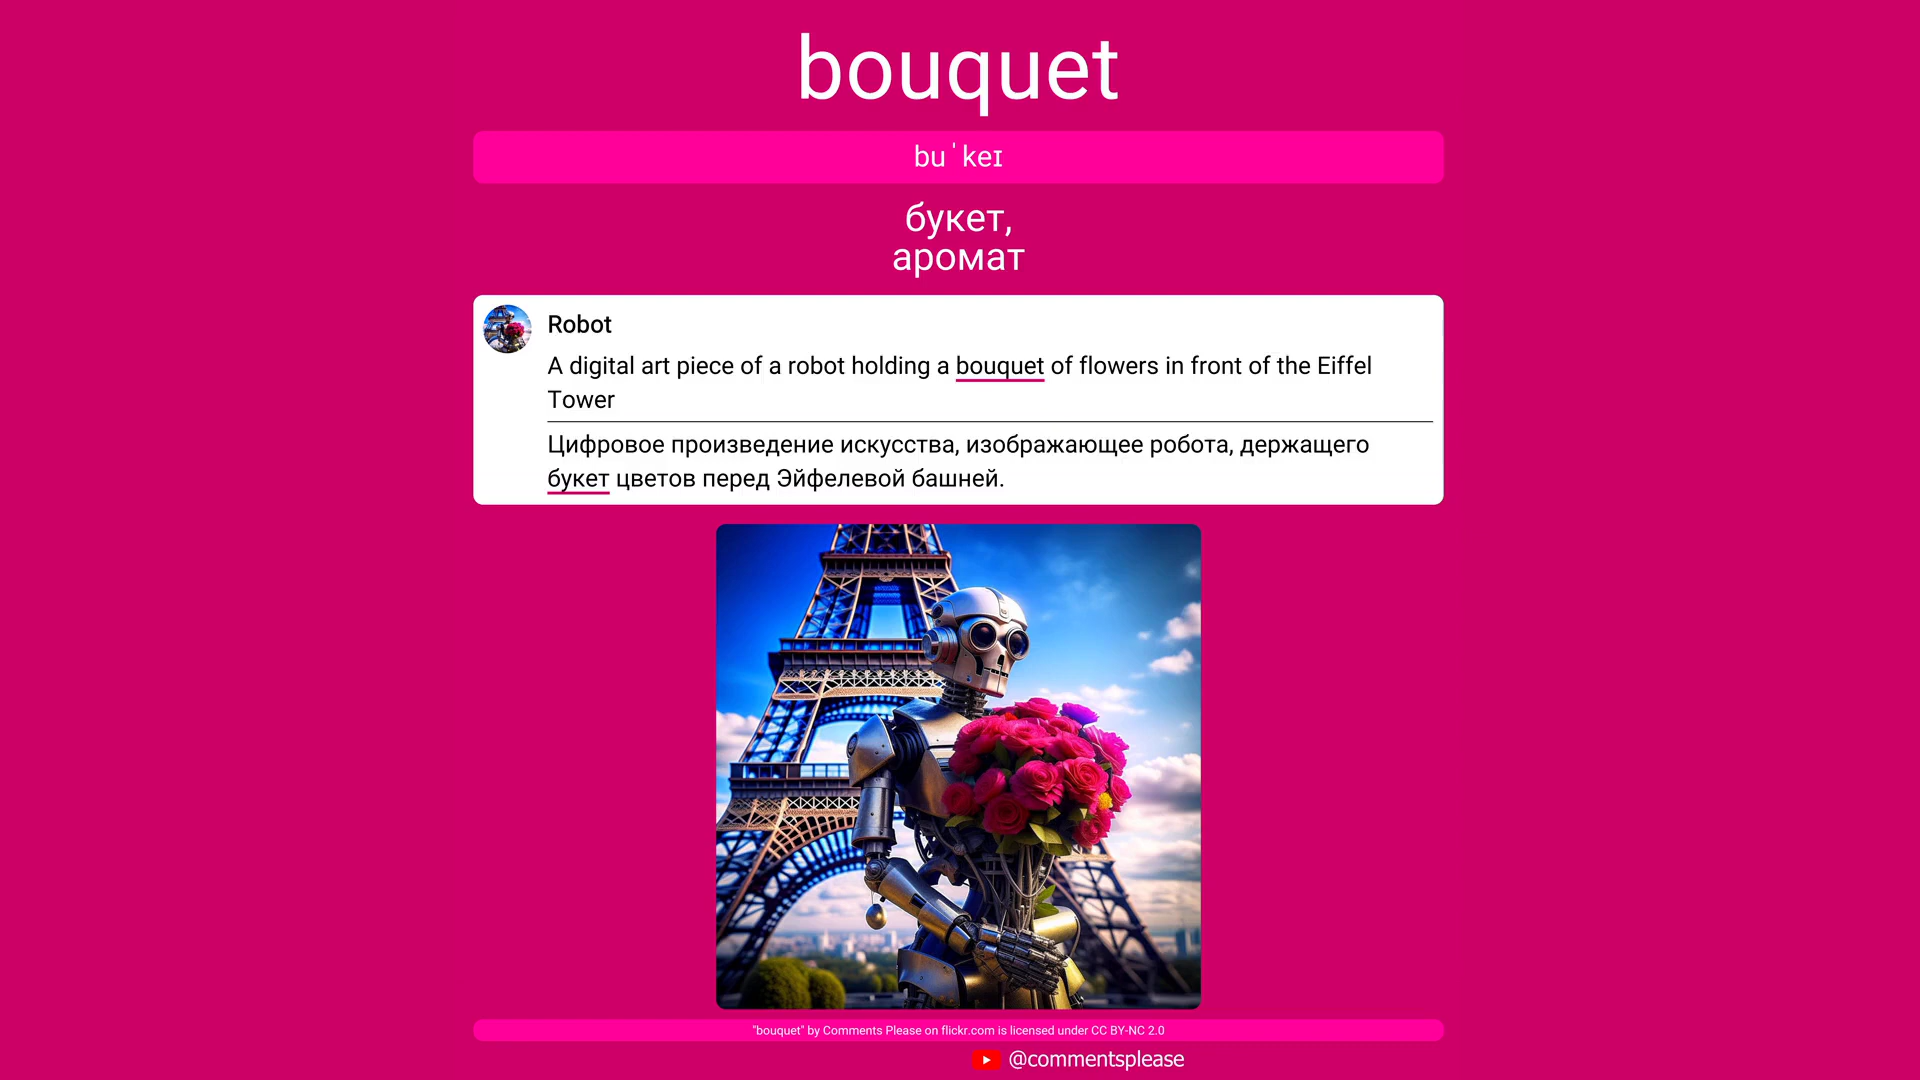 bouquet
buˈkeɪ
букет,
аромат
Robot
A digital art piece of a robot holding a bouquet of flowers in front of the Eiffel
Tower
Цифровое произведение искусства, изображающее робота, держащего
букет цветов перед Эйфелевой башней.
"bouquet" by Comments Please on flickr.com is licensed under CC BY-NC 2.0
@commentsplease